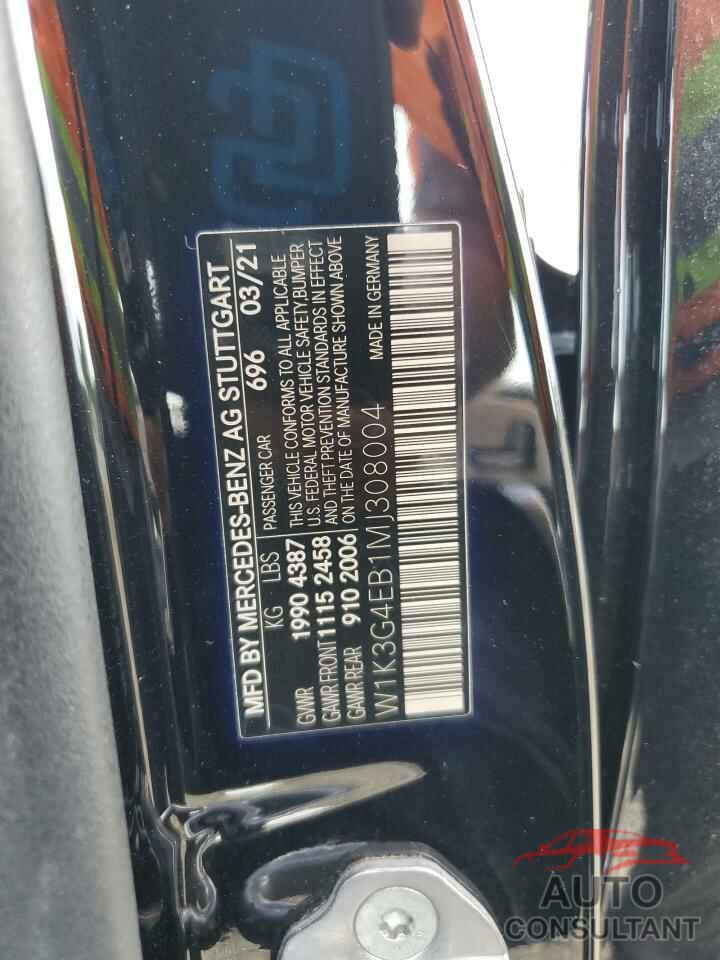 MFD BY MERCEDES-BENZ AG STUTTGART
696 03/21
KG LBS PASSENGER CAR
GVWR 1990 4387 THIS VEHICLE CONFORMS TO ALL APPLICABLE
U.S. FEDERAL MOTOR VEHICLE SAFETY, BUMPER
GAWR FRONT 1115 2458 AND THEFT PREVENTION STANDARDS IN EFFECT
GAWR REAR 910 2006 ON THE DATE OF MANUFACTURE SHOWN ABOVE
W1K3G4EB1MJ308004 MADE IN GERMANY
AUTO
CONSULTANT